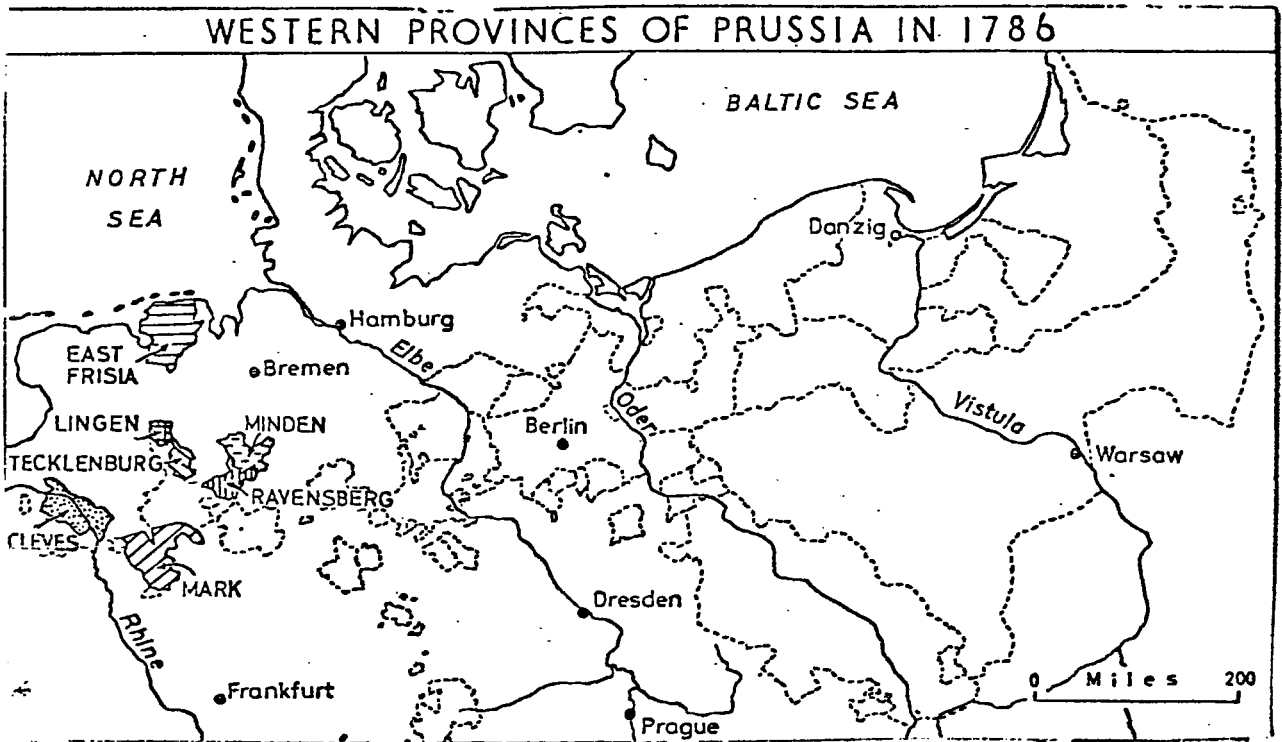 WESTERN PROVINCES OF PRUSSIA IN 1786
BALTIC SEA
NORTH
SEA
Danzig
Hamburg
EAST
FRISIA
Elbe
Bremen
LINGEN
MINDEN
Berlin
Oder
Vistula
Warsaw
TECKLENBURG
RAVENSBERG
CLEVES
MARK
Dresden
Rhine
0 Miles 200
Frankfurt
Prague